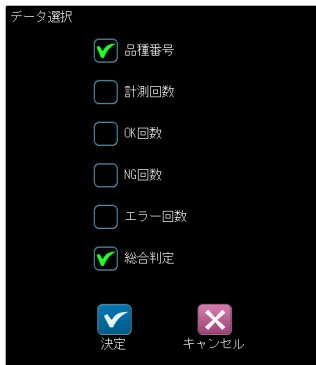 データ選択
品種番号
計測回数
OK回数
NG回数
エラー回数
総合判定
決定
キャンセル